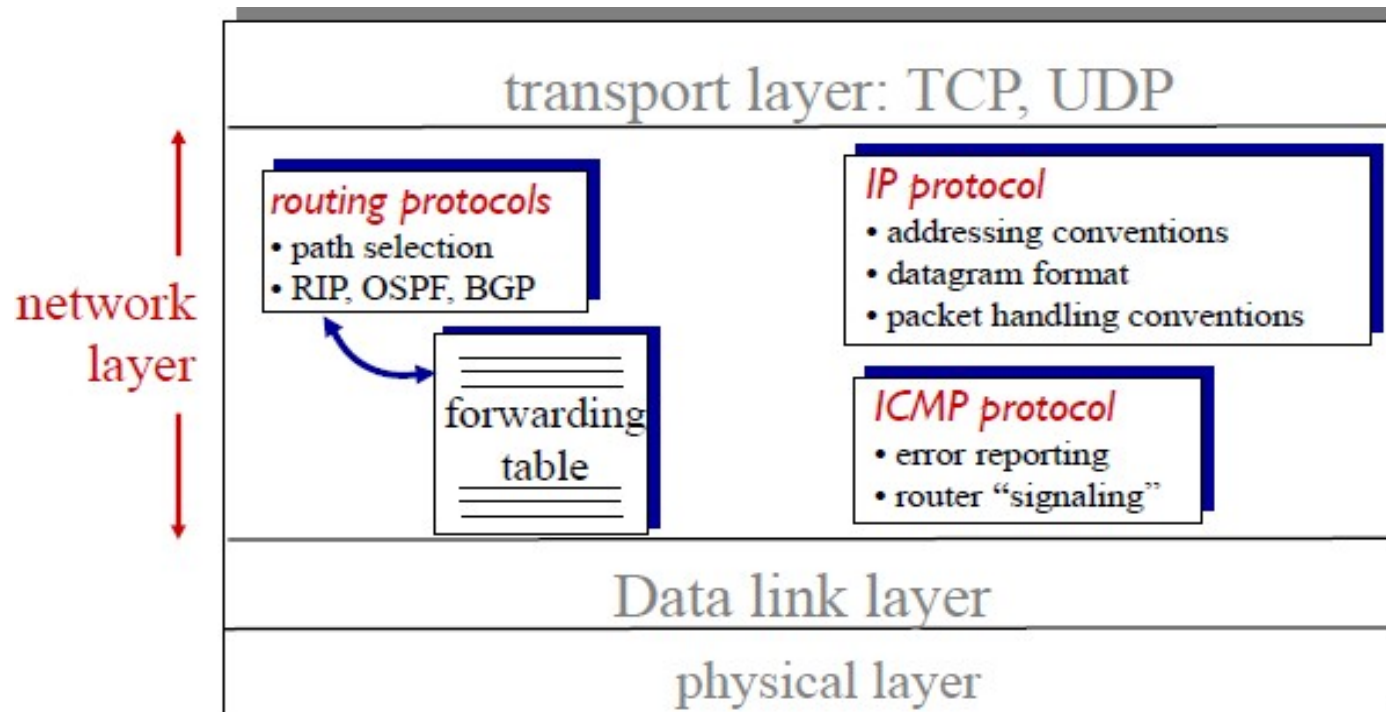 transport layer: TCP, UDP
network
layer
routing protocols
• path selection
• RIP, OSPF, BGP
forwarding
table
IP protocol
• addressing conventions
• datagram format
• packet handling conventions
ICMP protocol
• error reporting
• router “signaling”
Data link layer
physical layer